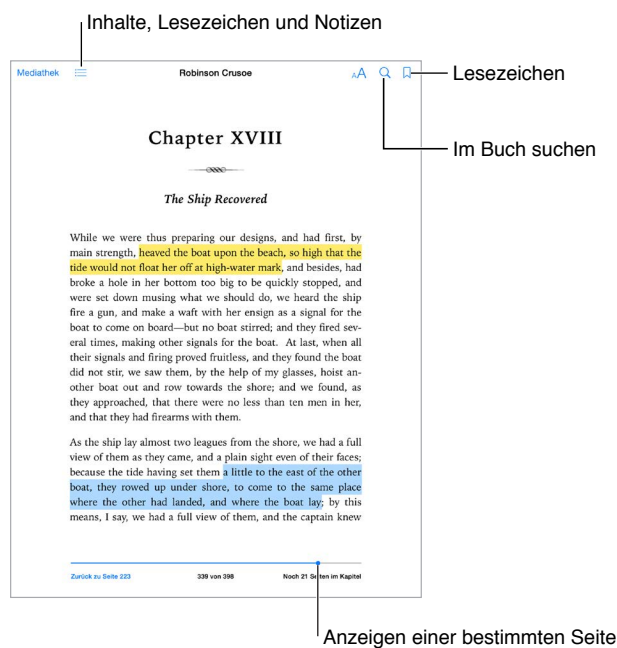 Inhalte, Lesezeichen und Notizen
Mediathek Robinson Crusoe AA Lesezeichen
Im Buch suchen
Chapter XVIII
The Ship Recovered
While we were thus preparing our designs, and had first, by
main strength, heaved the boat upon the beach, so high that the
tide would not float her off at high-water mark, and besides, had
broke a hole in her bottom too big to be quickly stopped, and
were set down musing what we should do, we heard the ship
fire a gun, and make a waft with her ensign as a signal for the
boat to come on board—but no boat stirred; and they fired sev-
eral times, making other signals for the boat. At last, when all
their signals and firing proved fruitless, and they found the boat
did not stir, we saw them, by the help of my glasses, hoist an-
other boat out and row towards the shore; and we found, as
they approached, that there were no less than ten men in her,
and that they had firearms with them.
As the ship lay almost two leagues from the shore, we had a full
view of them as they came, and a plain sight even of their faces;
because the tide having set them a little to the east of the other
boat, they rowed up under shore, to come to the same place
where the other had landed, and where the boat lay; by this
means, I say, we had a full view of them, and the captain knew
Zurück zu Seite 223 339 von 398 Noch 21 Seiten im Kapitel
Anzeigen einer bestimmten Seite